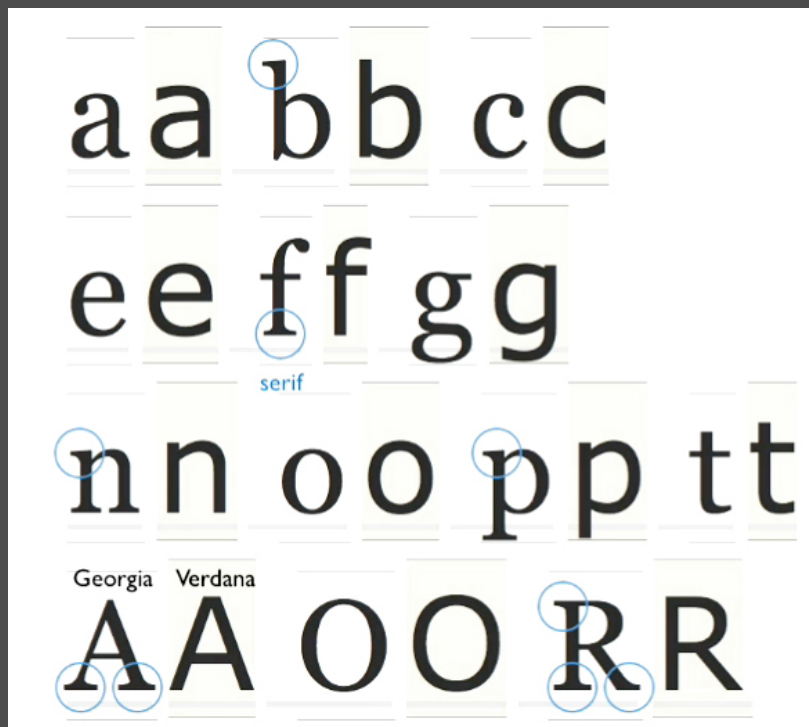 a a b b c c
e e f f g g
serif
n n o o p p t t
Georgia Verdana
A A O O R R